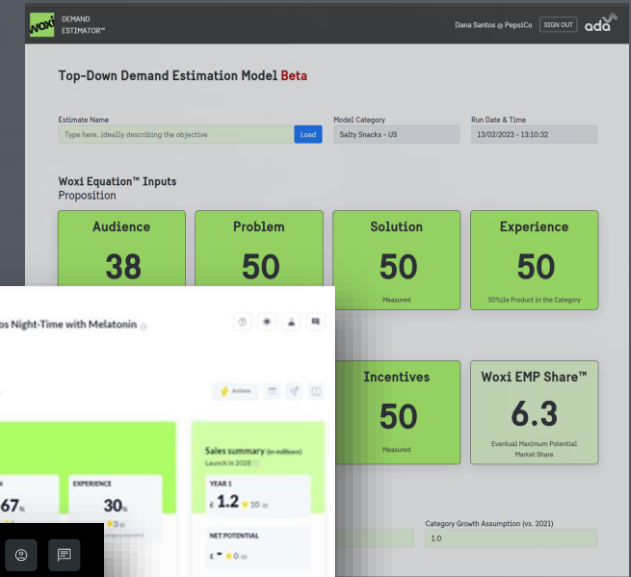 woxi
DEMAND
ESTIMATOR™
Dana Santos @ PepsiCo
SIGN OUT
ada
Top-Down Demand Estimation Model Beta
Estimate Name
Model Category
Run Date & Time
Type here, ideally describing the objective
Load
Salty Snacks - US
13/02/2023 - 13:10:32
Woxi Equation™ Inputs
Proposition
Audience
Problem
Solution
Experience
38
50
50
50
Measured
50%ile Product in the Category
os Night-Time with Melatonin
Incentives
Woxi EMP Share™
50
6.3
Measured
Eventual Maximum Potential
Market Share
Actions
Sales summary (in millions)
Launch in 2028
EXPERIENCE
YEAR 1
67%
30%
£ 1.2
10
NET POTENTIAL
£ -
0
Category Growth Assumption (vs. 2021)
1.0